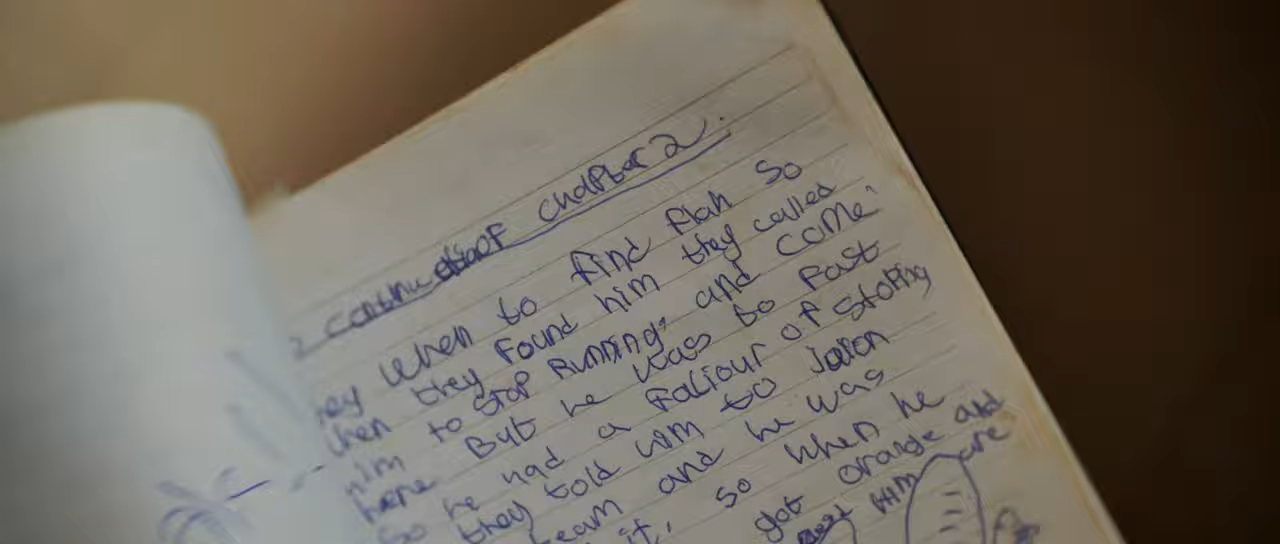 continuation of chapter 2.
they when to find flah so
when they found him they called
him to stop Running. and come
here But he was to fast
So he had a faliour of stoping
they told him to join
team and he was
it, so when he
got orange and
him are